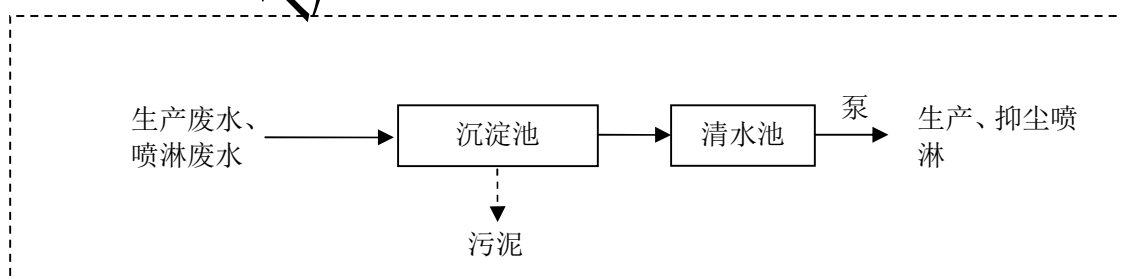 生产废水、
喷淋废水
沉淀池
清水池
泵
生产、抑尘喷
淋
污泥